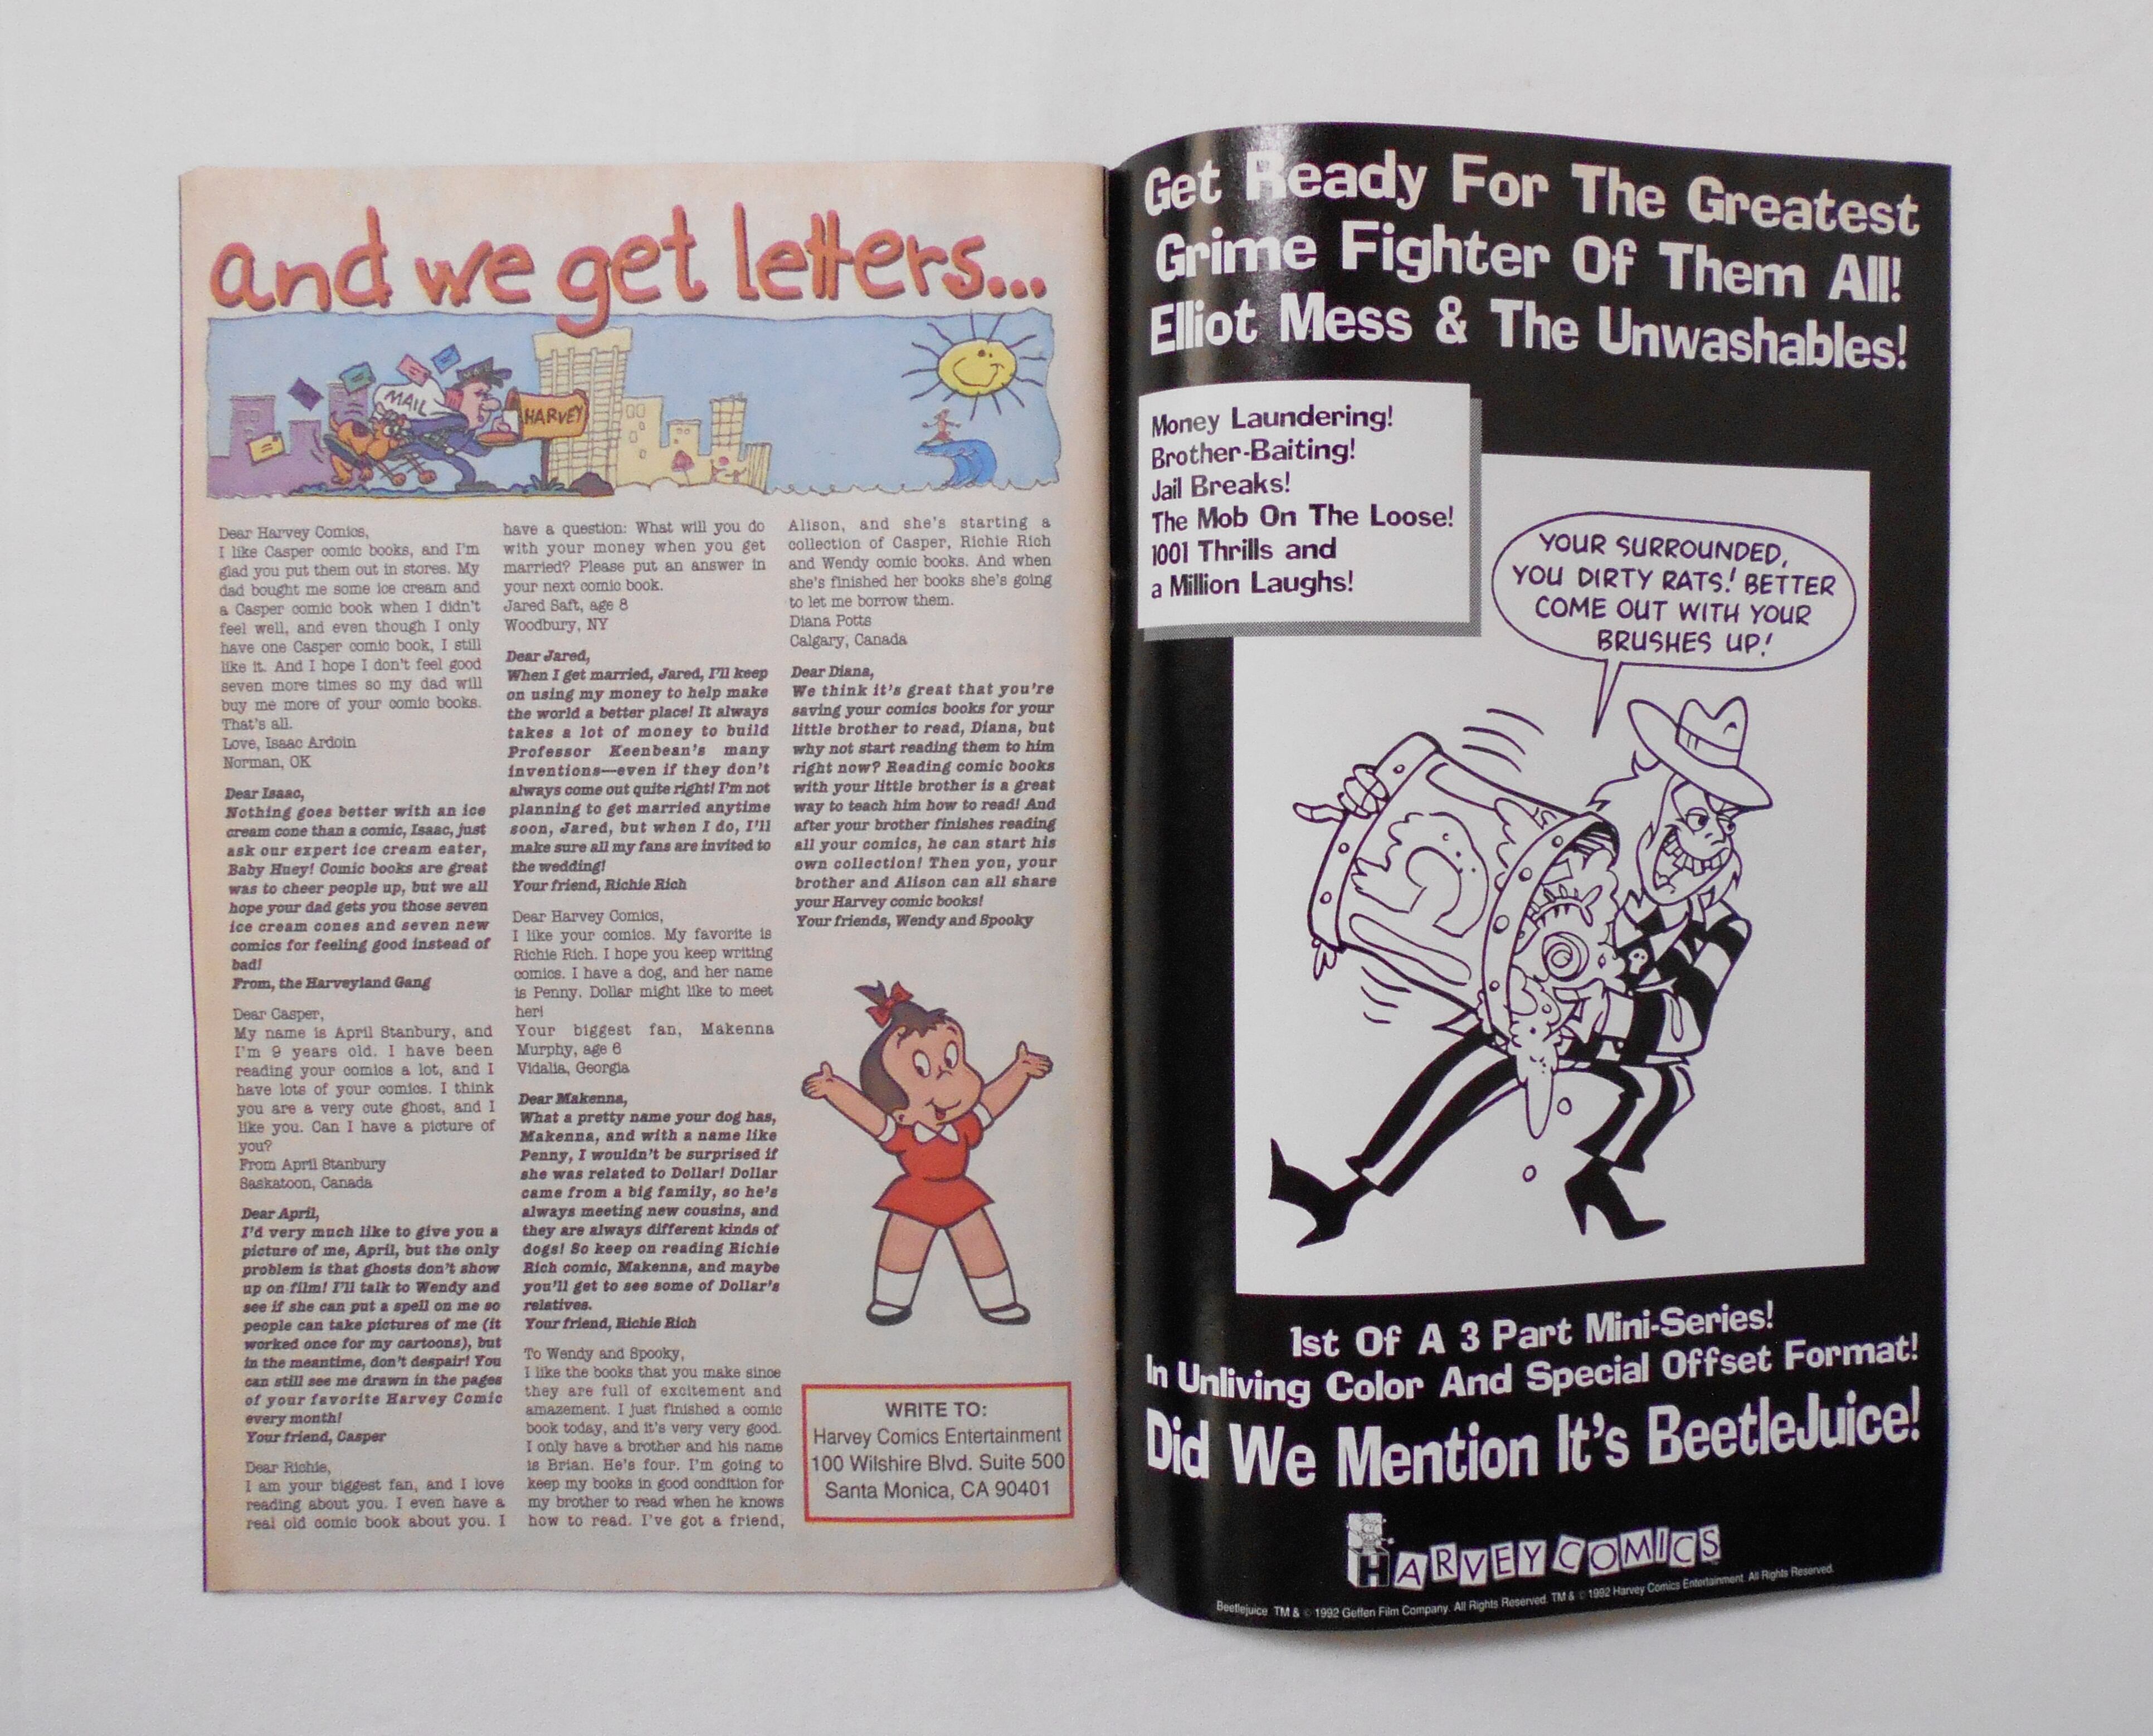 and we get letters...
MAIL
HARVEY
Dear Harvey Comics,
I like Casper comic books, and I'm
glad you put them out in stores. My
dad bought me some ice cream and
a Casper comic book when I didn't
feel well, and even though I only
have one Casper comic book, I still
like it. And I hope I don't feel good
seven more times so my dad will
buy me more of your comic books.
That's all.
Love, Isaac Ardoin
Norman, OK
Dear Isaac,
Nothing goes better with an ice
cream cone than a comic, Isaac, just
ask our expert ice cream eater,
Baby Huey! Comic books are great
was to cheer people up, but we all
hope your dad gets you those seven
ice cream cones and seven new
comics for feeling good instead of
bad!
From, the Harveyland Gang
Dear Casper,
My name is April Stanbury, and
I'm 9 years old. I have been
reading your comics a lot, and I
have lots of your comics. I think
you are a very cute ghost, and I
like you. Can I have a picture of
you?
From April Stanbury
Saskatoon, Canada
Dear April,
I'd very much like to give you a
picture of me, April, but the only
problem is that ghosts don't show
up on film! I'll talk to Wendy and
see if she can put a spell on me so
people can take pictures of me (it
worked once for my cartoons), but
in the meantime, don't despair! You
can still see me drawn in the pages
of your favorite Harvey Comic
every month!
Your friend, Casper
Dear Richie,
I am your biggest fan, and I love
reading about you. I even have a
real old comic book about you. I
have a question: What will you do
with your money when you get
married? Please put an answer in
your next comic book.
Jared Saft, age 8
Woodbury, NY
Dear Jared,
When I get married, Jared, I'll keep
on using my money to help make
the world a better place! It always
takes a lot of money to build
Professor Keenbean's many
inventions—even if they don't
always come out quite right! I'm not
planning to get married anytime
soon, Jared, but when I do, I'll
make sure all my fans are invited to
the wedding!
Your friend, Richie Rich
Dear Harvey Comics,
I like your comics. My favorite is
Richie Rich. I hope you keep writing
comics. I have a dog, and her name
is Penny. Dollar might like to meet
her!
Your biggest fan, Makenna
Murphy, age 6
Vidalia, Georgia
Dear Makenna,
What a pretty name your dog has,
Makenna, and with a name like
Penny, I wouldn't be surprised if
she was related to Dollar! Dollar
came from a big family, so he's
always meeting new cousins, and
they are always different kinds of
dogs! So keep on reading Richie
Rich comic, Makenna, and maybe
you'll get to see some of Dollar's
relatives.
Your friend, Richie Rich
To Wendy and Spooky,
I like the books that you make since
they are full of excitement and
amazement. I just finished a comic
book today, and it's very very good.
I only have a brother and his name
is Brian. He's four. I'm going to
keep my books in good condition for
my brother to read when he knows
how to read. I've got a friend,
Alison, and she's starting a
collection of Casper, Richie Rich
and Wendy comic books. And when
she's finished her books she's going
to let me borrow them.
Diana Potts
Calgary, Canada
Dear Diana,
We think it's great that you're
saving your comics books for your
little brother to read, Diana, but
why not start reading them to him
right now? Reading comic books
with your little brother is a great
way to teach him how to read! And
after your brother finishes reading
all your comics, he can start his
own collection! Then you, your
brother and Alison can all share
your Harvey comic books!
Your friends, Wendy and Spooky
WRITE TO:
Harvey Comics Entertainment
100 Wilshire Blvd. Suite 500
Santa Monica, CA 90401
Get Ready For The Greatest
Grime Fighter Of Them All!
Elliot Mess & The Unwashables!
Money Laundering!
Brother-Baiting!
Jail Breaks!
The Mob On The Loose!
1001 Thrills and
a Million Laughs!
YOUR SURROUNDED,
YOU DIRTY RATS! BETTER
COME OUT WITH YOUR
BRUSHES UP!
1st Of A 3 Part Mini-Series!
In Unliving Color And Special Offset Format!
Did We Mention It's BeetleJuice!
HARVEY COMICS
Beetlejuice TM & © 1992 Geffen Film Company. All Rights Reserved. TM & © 1992 Harvey Comics Entertainment. All Rights Reserved.